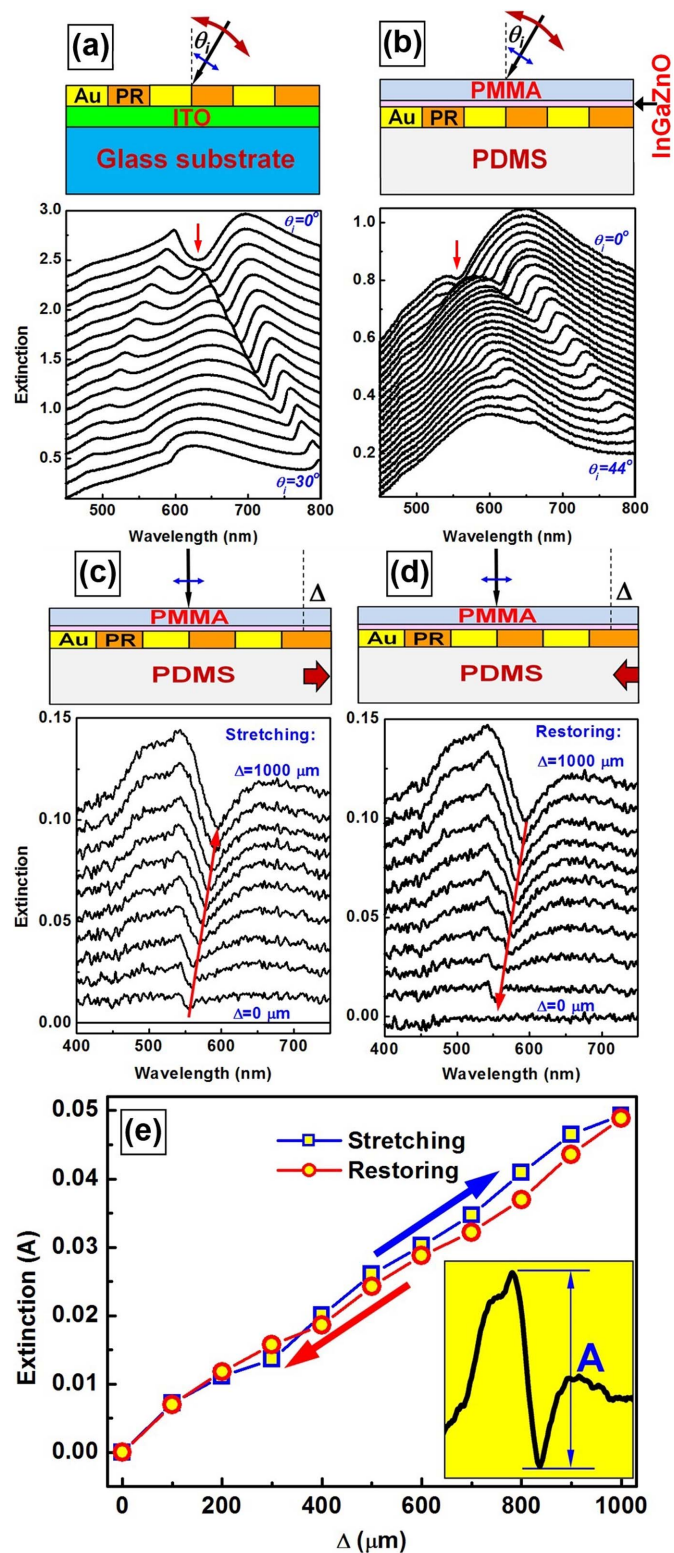 (a)
θi
Au PR
ITO
Glass substrate
3.0
2.5
2.0
1.5
1.0
0.5
Extinction
θi=0°
θi=30°
500 600 700 800
Wavelength (nm)
(b)
θi
PMMA
InGaZnO
Au PR
PDMS
1.0
0.8
0.6
0.4
0.2
θi=0°
θi=44°
500 600 700 800
Wavelength (nm)
(c)
Δ
PMMA
Au PR
PDMS
0.15
0.10
0.05
0.00
Extinction
Stretching:
Δ=1000 μm
Δ=0 μm
400 500 600 700
Wavelength (nm)
(d)
Δ
PMMA
Au PR
PDMS
0.15
0.10
0.05
0.00
Restoring:
Δ=1000 μm
Δ=0 μm
400 500 600 700
Wavelength (nm)
(e)
Stretching
Restoring
0.05
0.04
0.03
0.02
0.01
0.00
Extinction (A)
A
0 200 400 600 800 1000
Δ (μm)